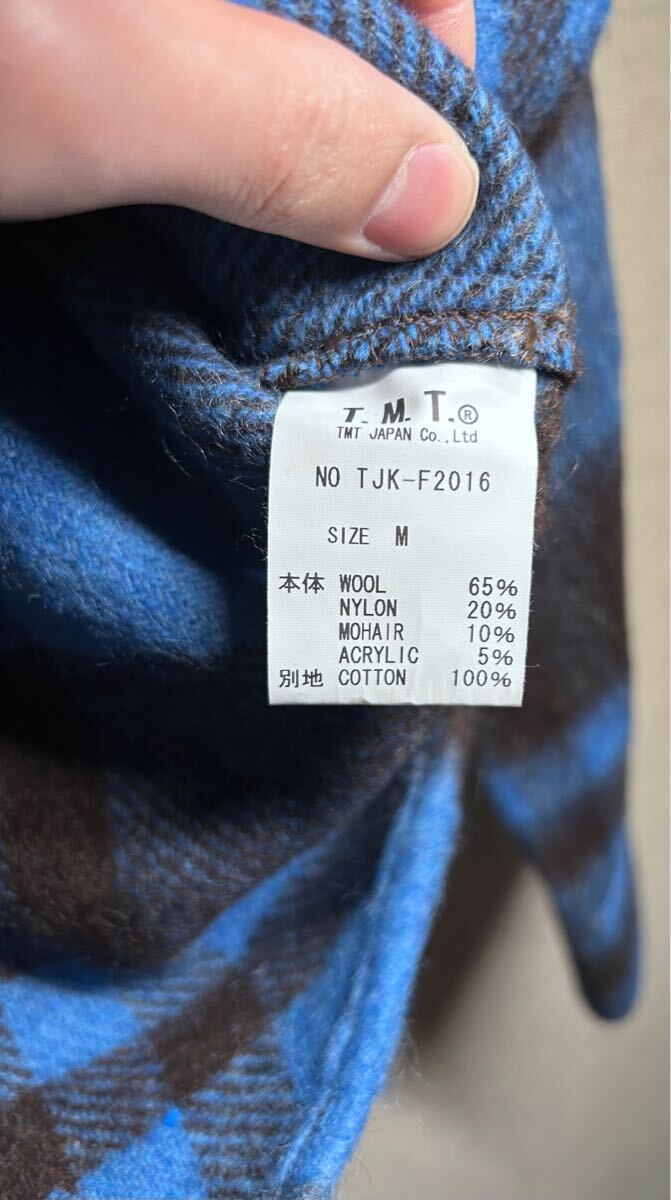 T. M. T.®
TMT JAPAN Co.,Ltd
NO TJK-F2016
SIZE M
本体 WOOL 65%
NYLON 20%
MOHAIR 10%
ACRYLIC 5%
別地 COTTON 100%